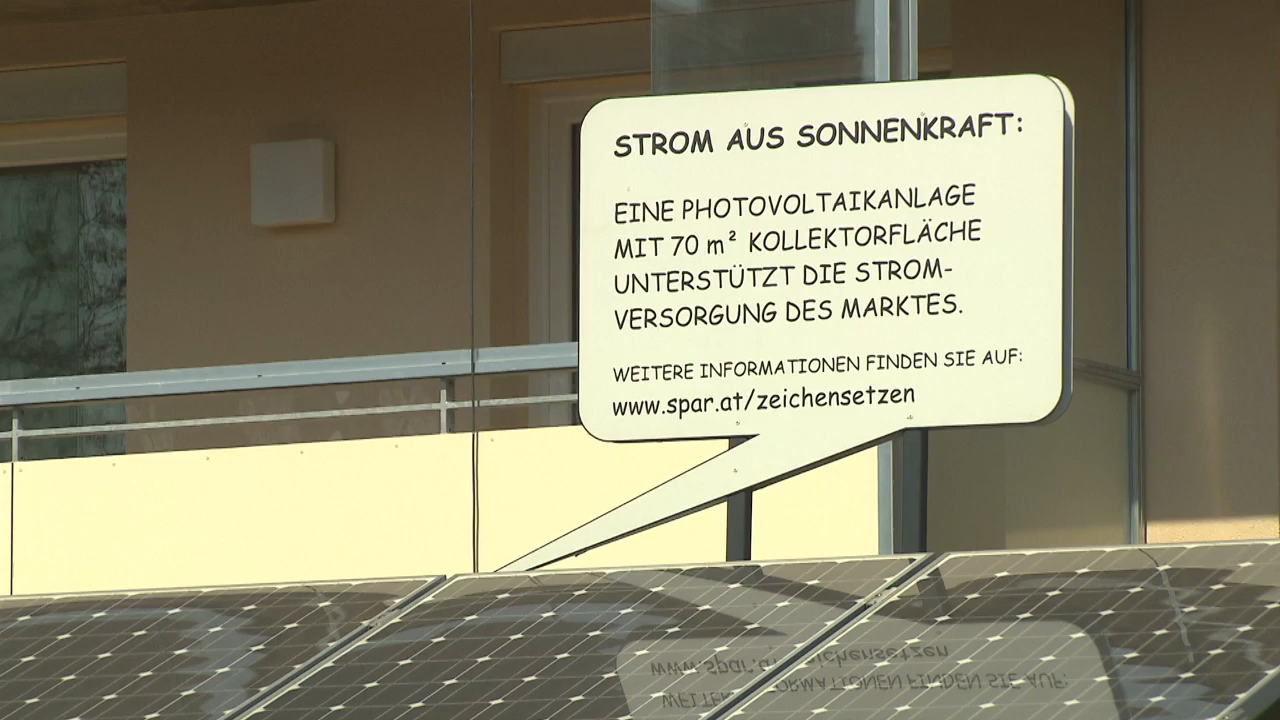 STROM AUS SONNENKRAFT:
EINE PHOTOVOLTAIKANLAGE
MIT 70 m² KOLLEKTORFLÄCHE
UNTERSTÜTZT DIE STROM-
VERSORGUNG DES MARKTES.
WEITERE INFORMATIONEN FINDEN SIE AUF:
www.spar.at/zeichensetzen